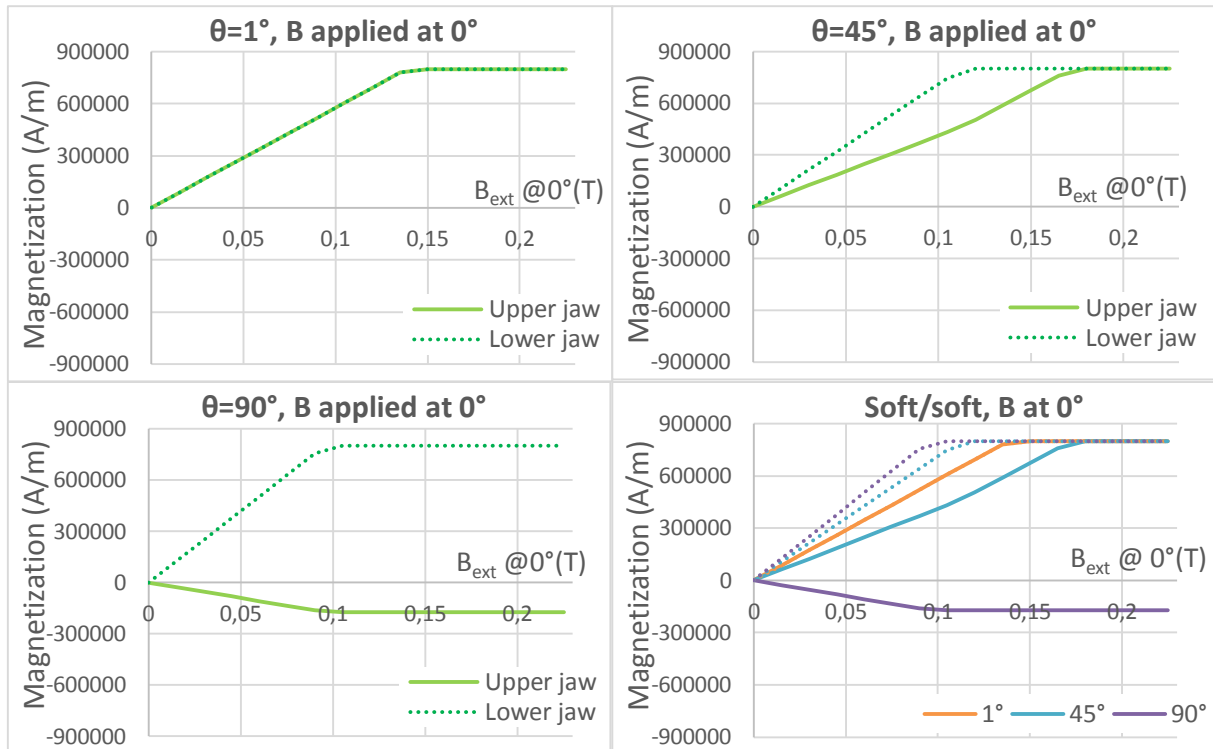 θ=1°, B applied at 0°
900000
600000
300000
0
-300000
-600000
-900000
0
0,05
0,1
0,15
0,2
Magnetization (A/m)
Bext @0°(T)
Upper jaw
Lower jaw
θ=45°, B applied at 0°
900000
600000
300000
0
-300000
-600000
-900000
0
0,05
0,1
0,15
0,2
Magnetization (A/m)
Bext @0°(T)
Upper jaw
Lower jaw
θ=90°, B applied at 0°
900000
600000
300000
0
-300000
-600000
-900000
0
0,05
0,1
0,15
0,2
Magnetization (A/m)
Bext @0°(T)
Upper jaw
Lower jaw
Soft/soft, B at 0°
900000
600000
300000
0
-300000
-600000
-900000
0
0,05
0,1
0,15
0,2
Magnetization (A/m)
Bext @ 0°(T)
1° 45° 90°